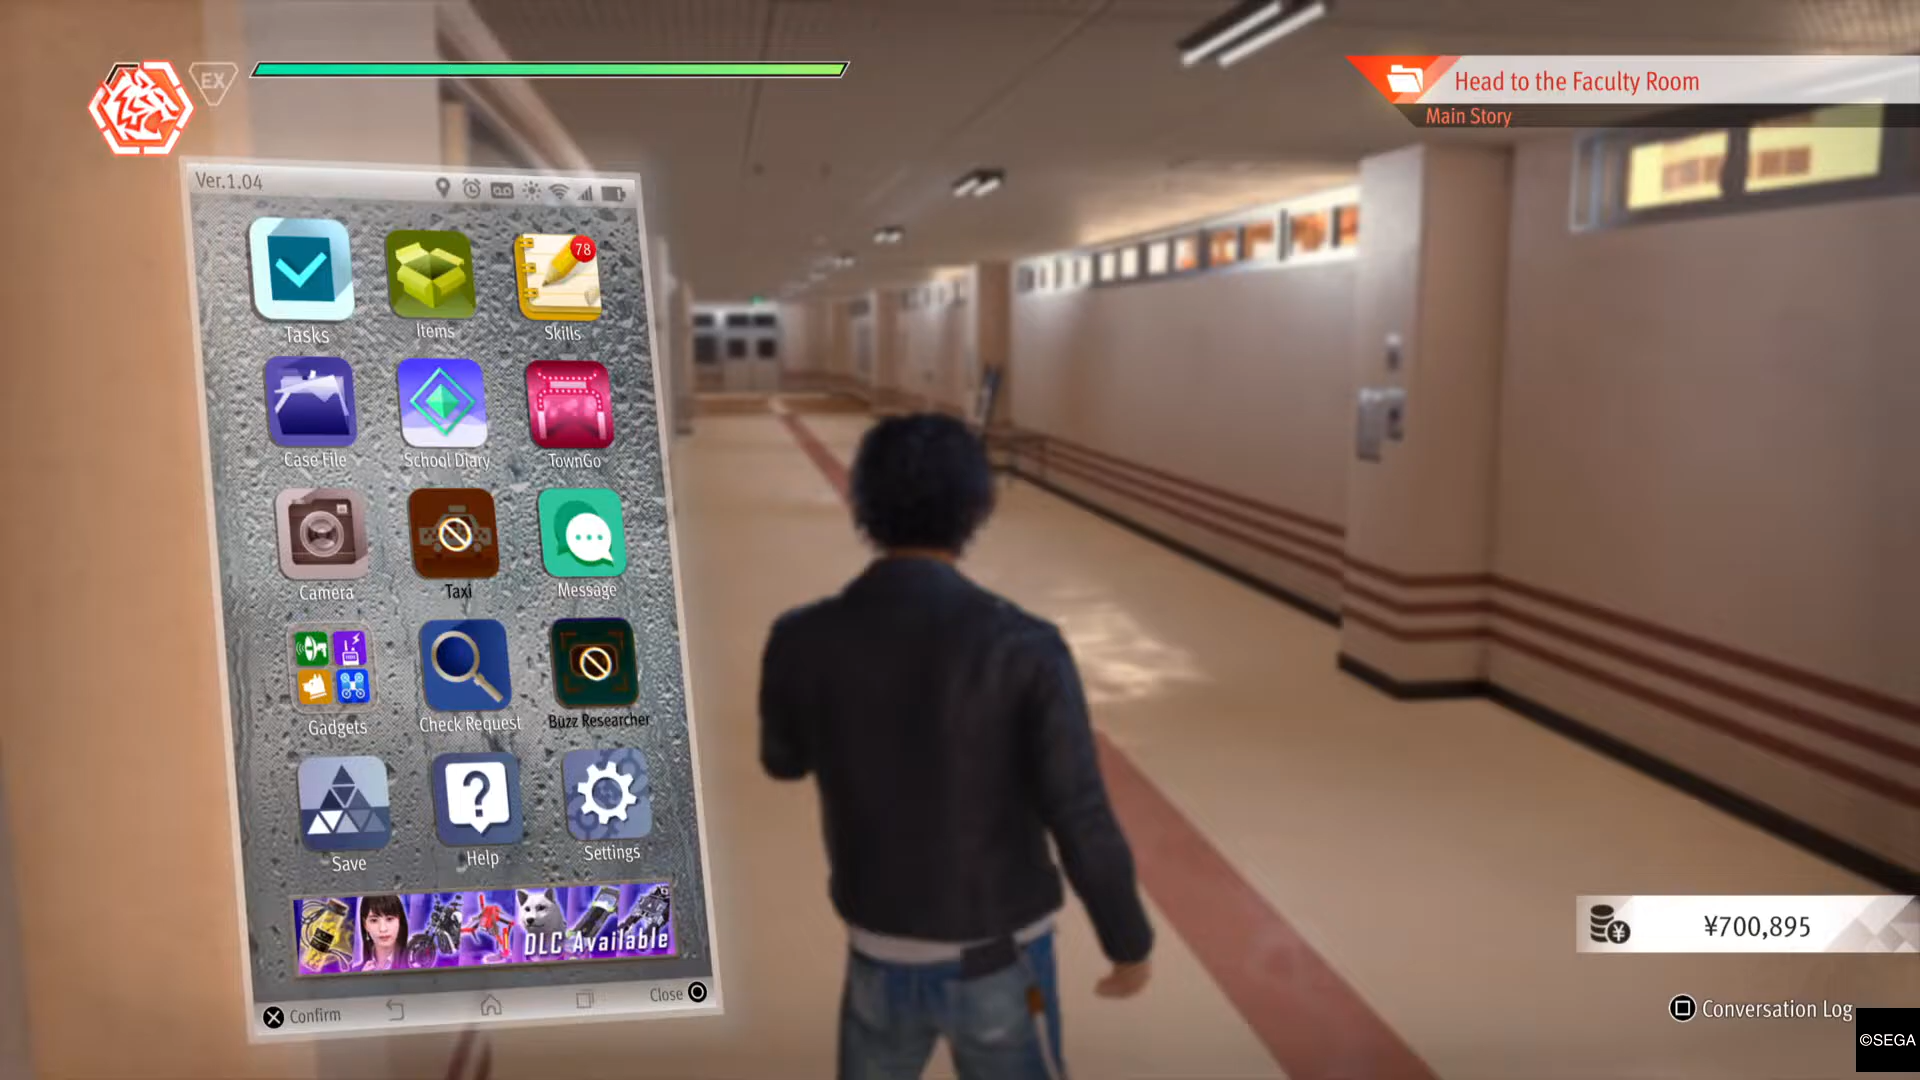 EX
Head to the Faculty Room
Main Story
Ver.1.04
78
Tasks
Items
Skills
Case File
School Diary
TownGo
Camera
Taxi
Message
Gadgets
Check Request
Buzz Researcher
Save
Help
Settings
DLC Available
Confirm
Close
¥700,895
Conversation Log
©SEGA